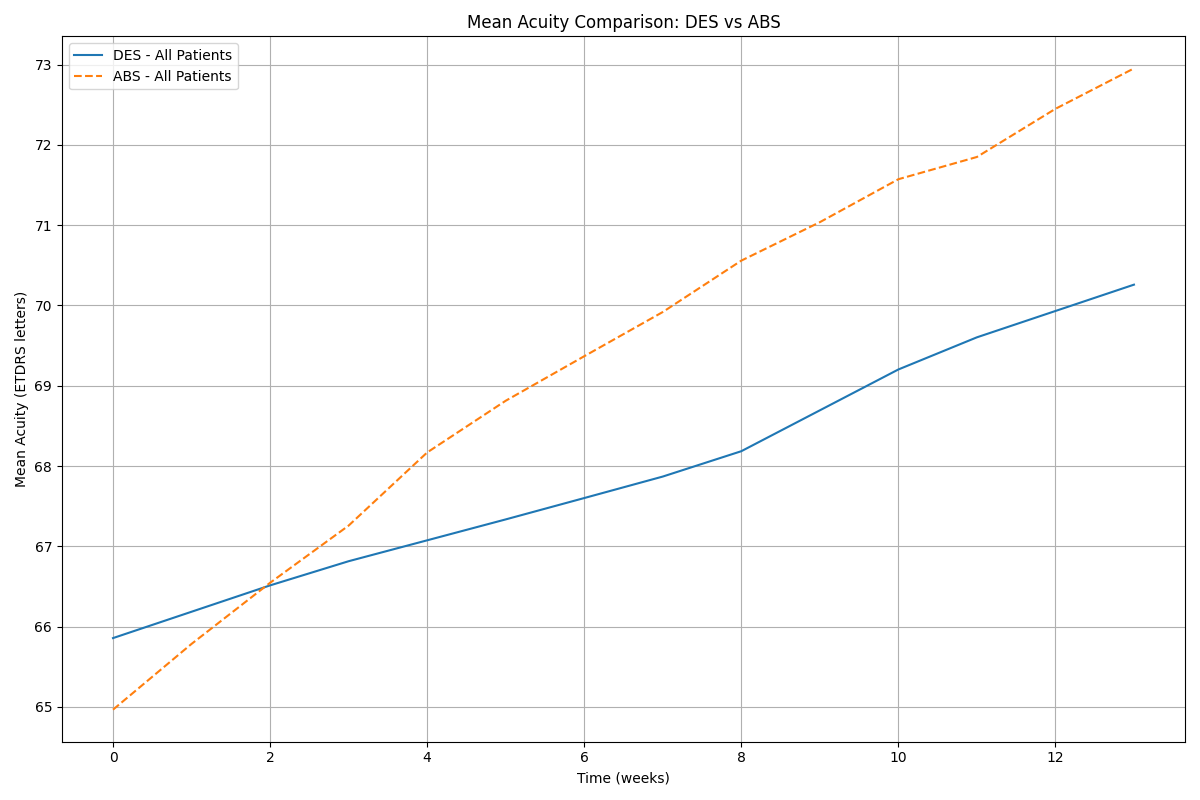 Mean Acuity Comparison: DES vs ABS
DES - All Patients
ABS - All Patients
73
72
71
70
69
68
67
66
65
Mean Acuity (ETDRS letters)
0 2 4 6 8 10 12
Time (weeks)